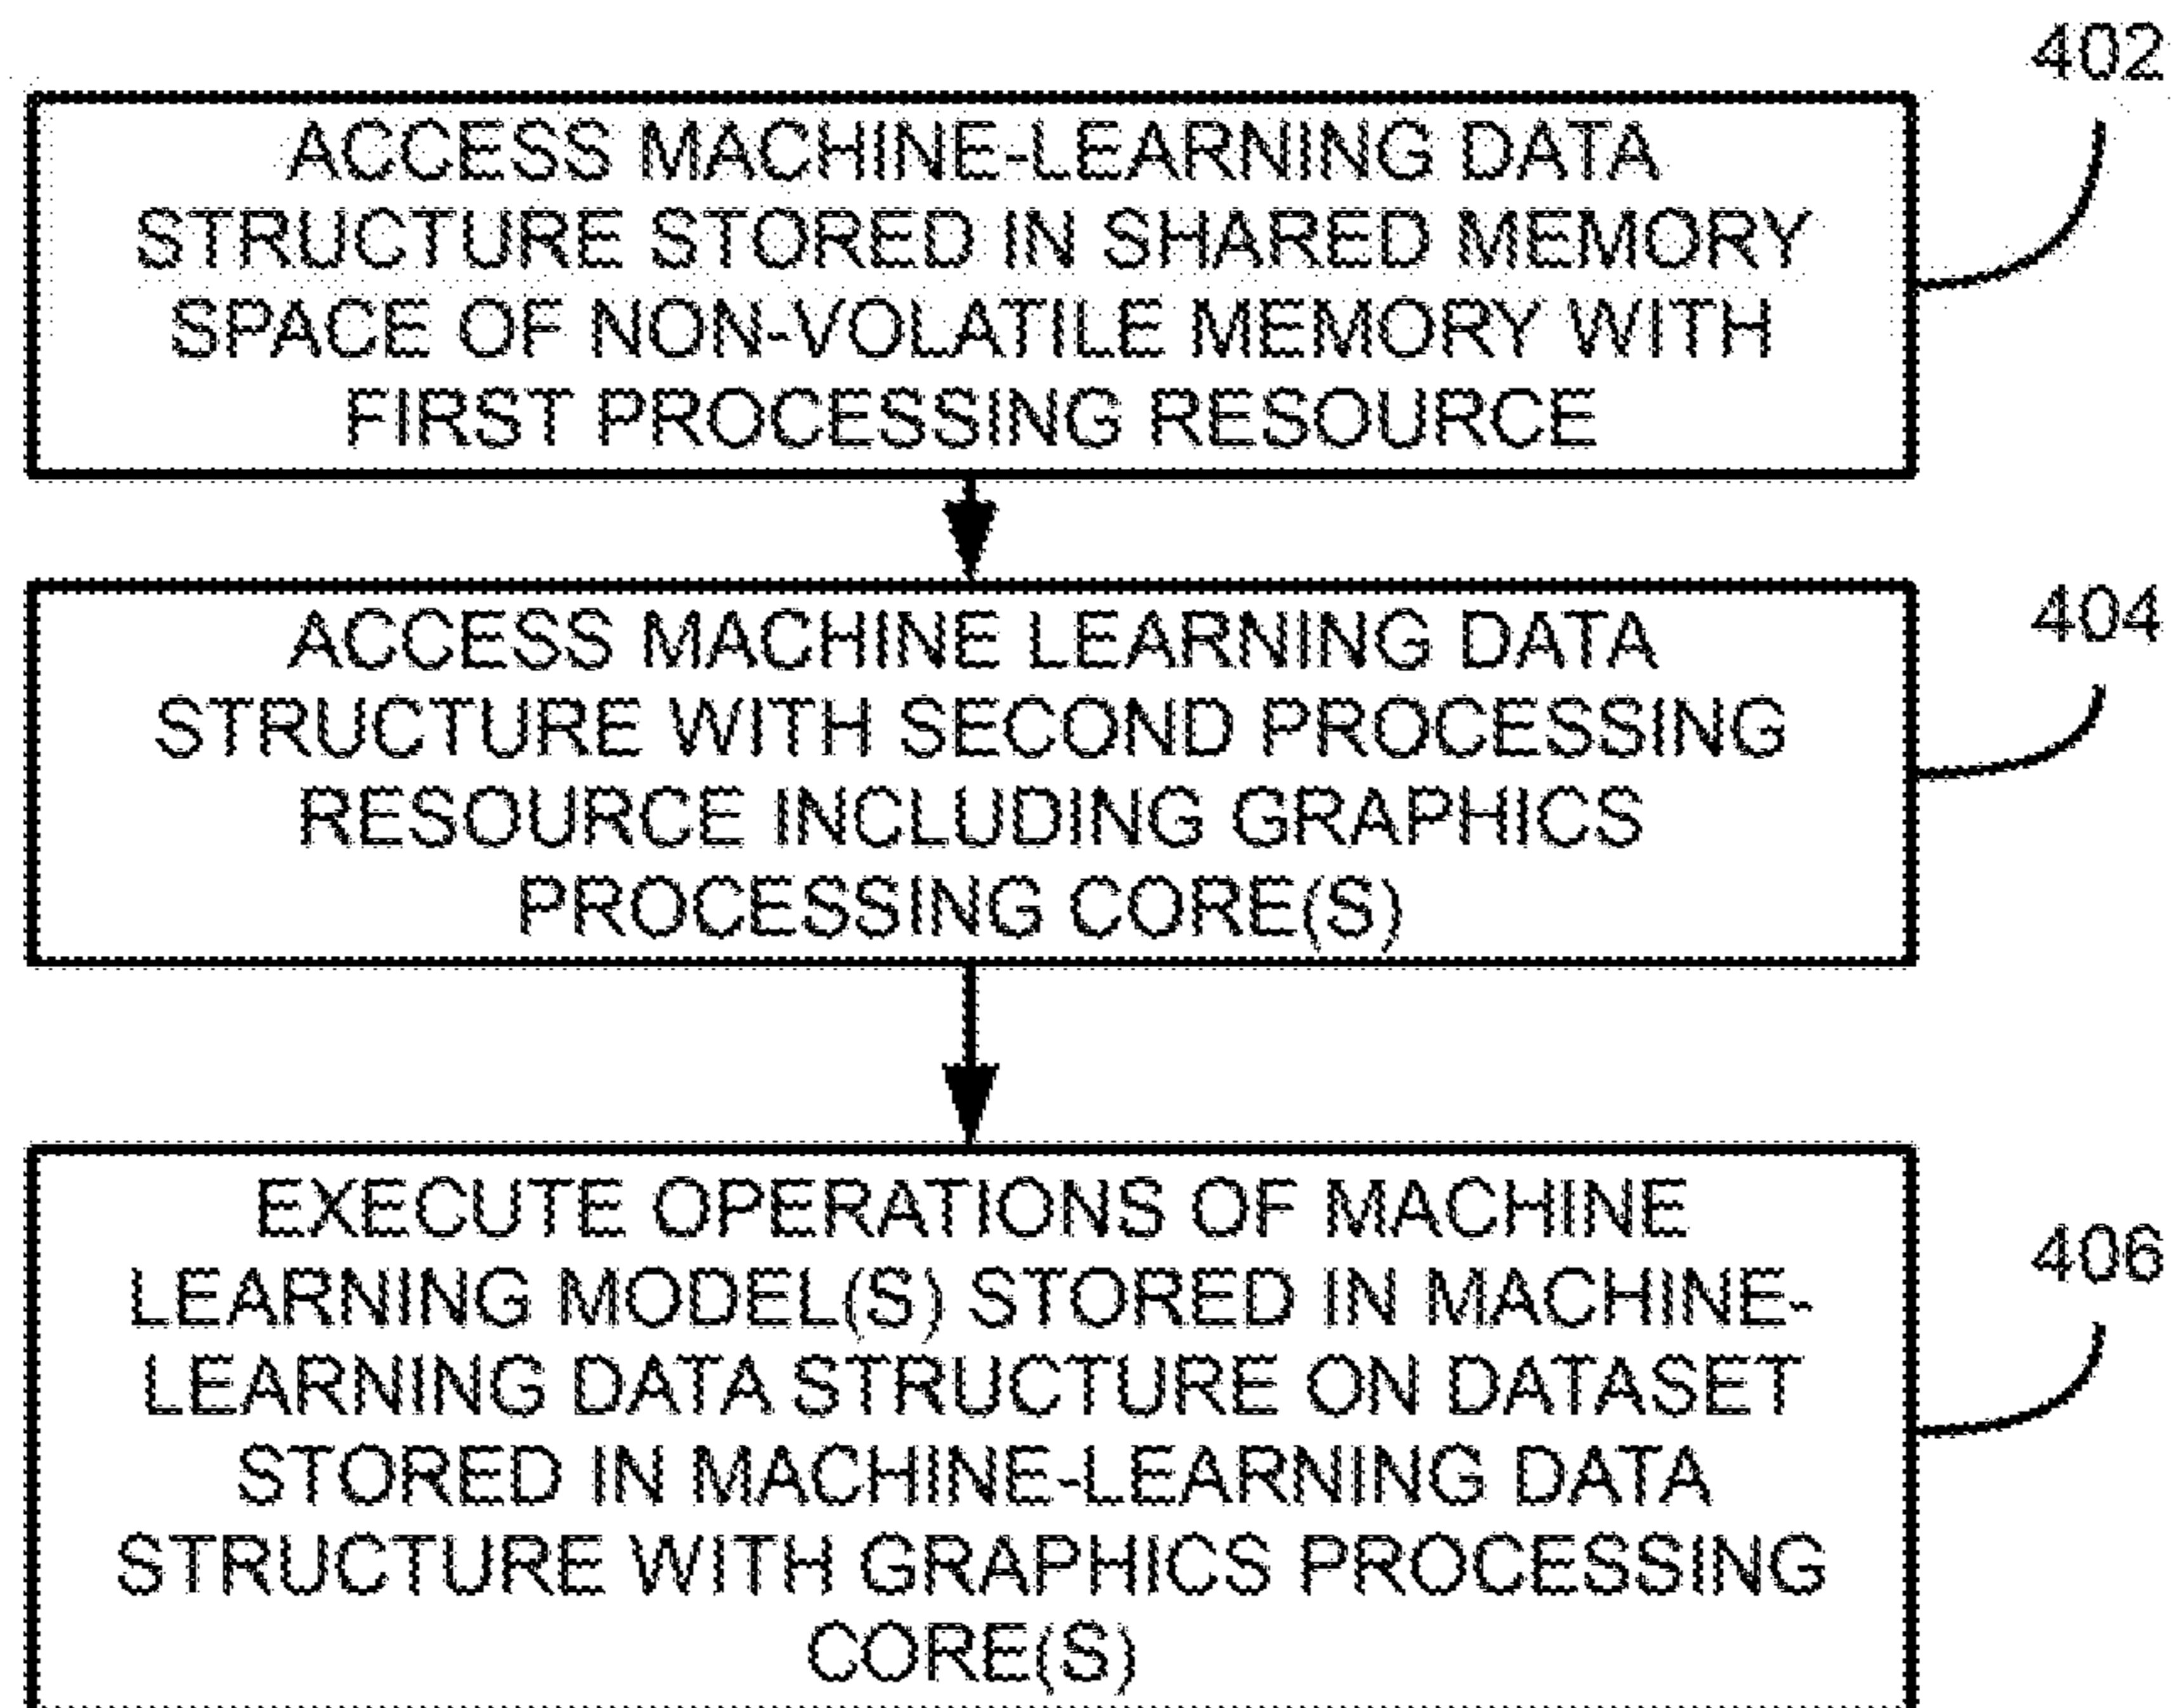 402
ACCESS MACHINE-LEARNING DATA
STRUCTURE STORED IN SHARED MEMORY
SPACE OF NON-VOLATILE MEMORY WITH
FIRST PROCESSING RESOURCE
404
ACCESS MACHINE LEARNING DATA
STRUCTURE WITH SECOND PROCESSING
RESOURCE INCLUDING GRAPHICS
PROCESSING CORE(S)
406
EXECUTE OPERATIONS OF MACHINE
LEARNING MODEL(S) STORED IN MACHINE-
LEARNING DATA STRUCTURE ON DATASET
STORED IN MACHINE-LEARNING DATA
STRUCTURE WITH GRAPHICS PROCESSING
CORE(S)